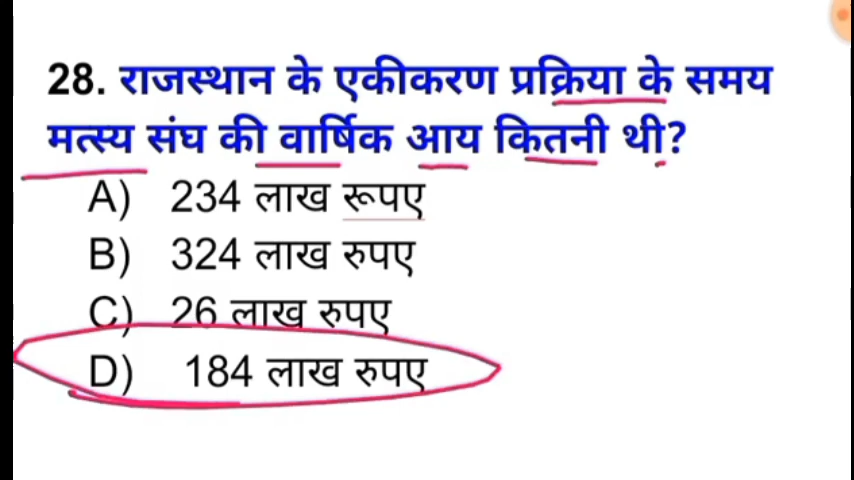 28. राजस्थान के एकीकरण प्रक्रिया के समय
मत्स्य संघ की वार्षिक आय कितनी थी?
A) 234 लाख रूपए
B) 324 लाख रुपए
C) 26 लाख रुपए
D) 184 लाख रुपए